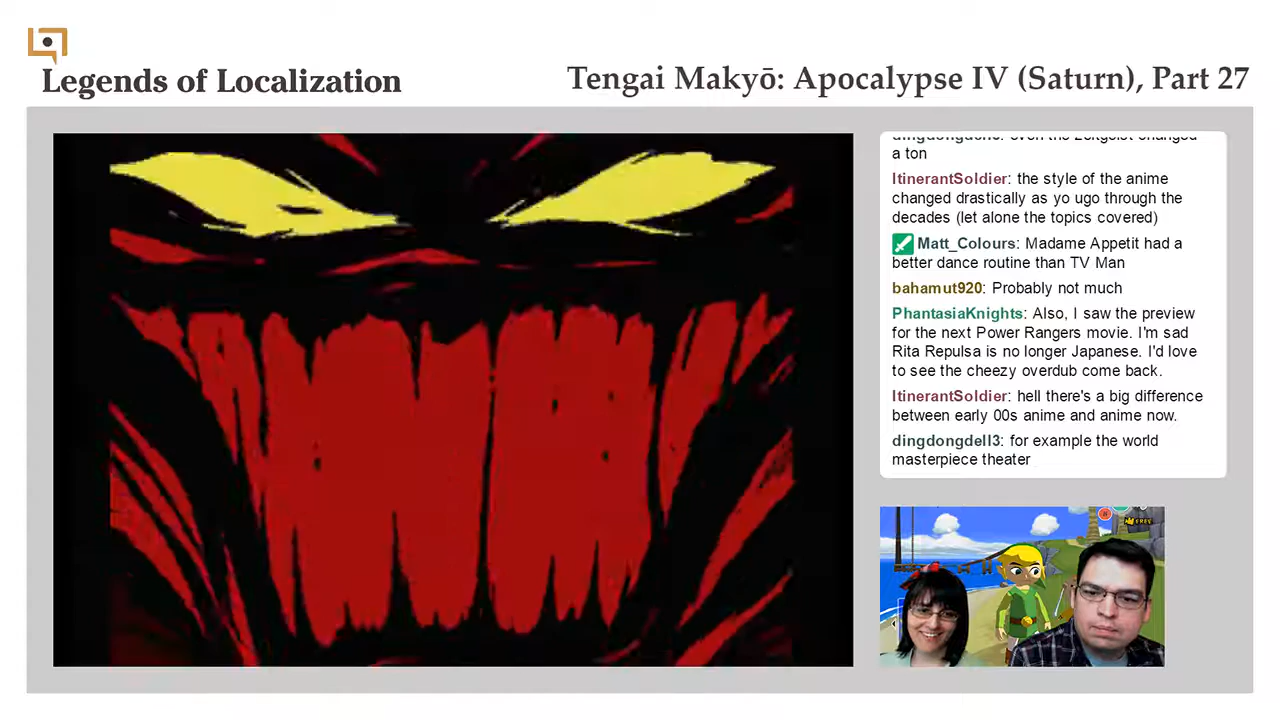 Legends of Localization
Tengai Makyō: Apocalypse IV (Saturn), Part 27
a ton
ItinerantSoldier: the style of the anime
changed drastically as yo ugo through the
decades (let alone the topics covered)
Matt_Colours: Madame Appetit had a
better dance routine than TV Man
bahamut920: Probably not much
PhantasiaKnights: Also, I saw the preview
for the next Power Rangers movie. I'm sad
Rita Repulsa is no longer Japanese. I'd love
to see the cheezy overdub come back.
ItinerantSoldier: hell there's a big difference
between early 00s anime and anime now.
dingdongdell3: for example the world
masterpiece theater
FREE